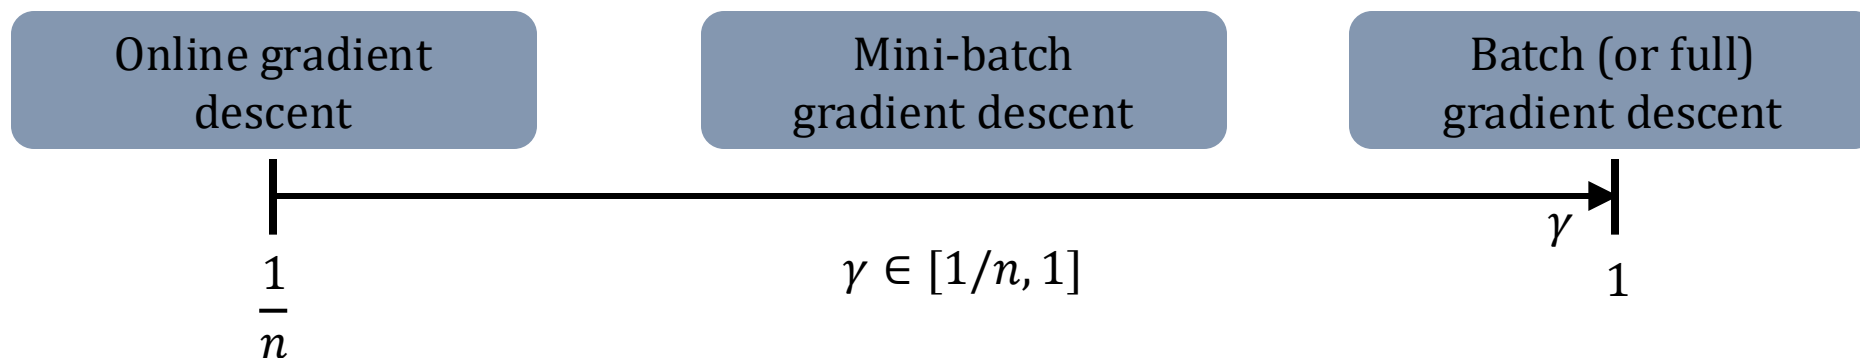 Online gradient
descent
Mini-batch
gradient descent
Batch (or full)
gradient descent
γ
1
n
γ ∈ [1/n, 1]
1